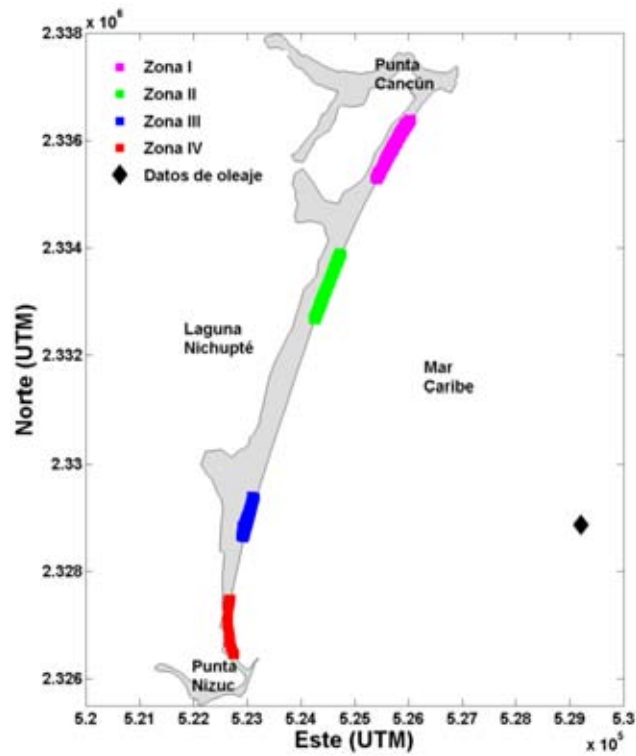 2.338 x 10⁶
Zona I
Zona II
Zona III
Zona IV
Datos de oleaje
Punta
Cancún
2.336
2.334
Laguna
Nichupté
2.332
Mar
Caribe
Norte (UTM)
2.33
2.328
2.326
Punta
Nizuc
5.2 5.21 5.22 5.23 5.24 5.25 5.26 5.27 5.28 5.29 5.3
Este (UTM)
x 10⁵